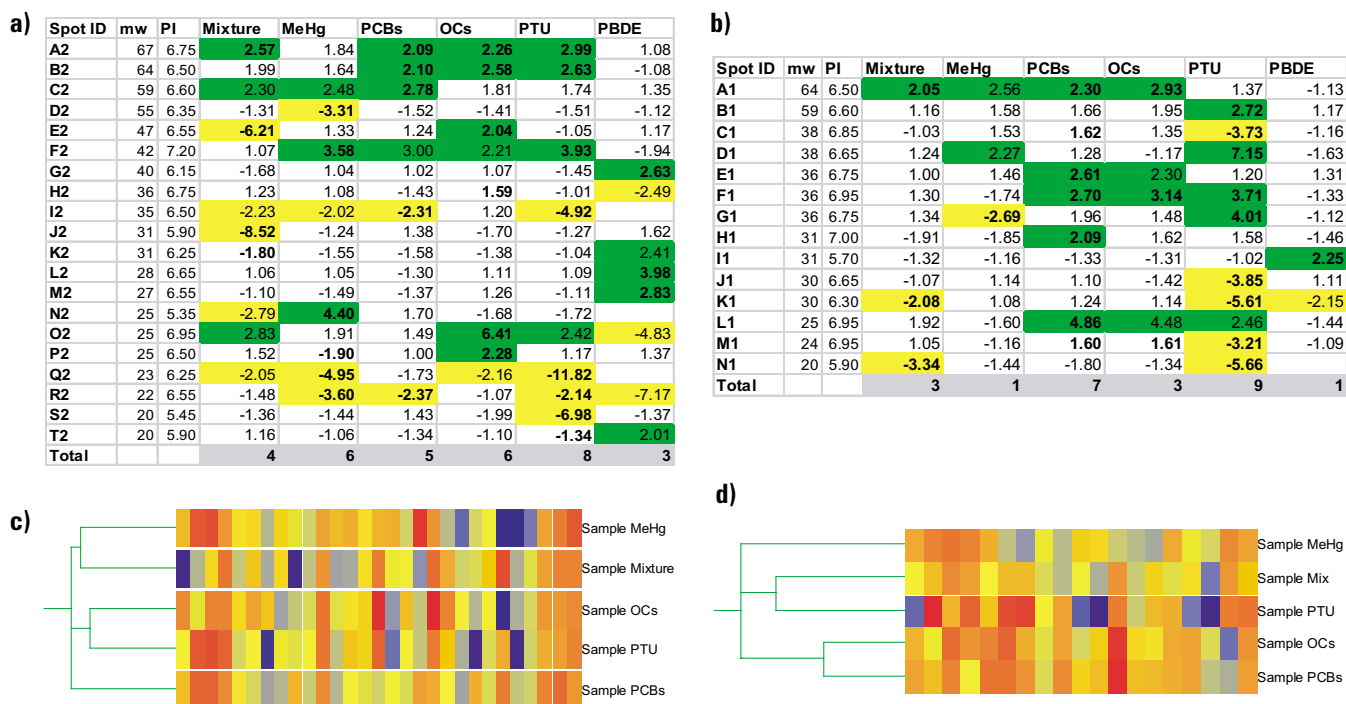 a)
Spot ID mw PI Mixture MeHg PCBs OCs PTU PBDE
A2 67 6.75 2.57 1.84 2.09 2.26 2.99 1.08
B2 64 6.50 1.99 1.64 2.10 2.58 2.63 -1.08
C2 59 6.60 2.30 2.48 2.78 1.81 1.74 1.35
D2 55 6.35 -1.31 -3.31 -1.52 -1.41 -1.51 -1.12
E2 47 6.55 -6.21 1.33 1.24 2.04 -1.05 1.17
F2 42 7.20 1.07 3.58 3.00 2.21 3.93 -1.94
G2 40 6.15 -1.68 1.04 1.02 1.07 -1.45 2.63
H2 36 6.75 1.23 1.08 -1.43 1.59 -1.01 -2.49
I2 35 6.50 -2.23 -2.02 -2.31 1.20 -4.92
J2 31 5.90 -8.52 -1.24 1.38 -1.70 -1.27 1.62
K2 31 6.25 -1.80 -1.55 -1.58 -1.38 -1.04 2.41
L2 28 6.65 1.06 1.05 -1.30 1.11 1.09 3.98
M2 27 6.55 -1.10 -1.49 -1.37 1.26 -1.11 2.83
N2 25 5.35 -2.79 4.40 1.70 -1.68 -1.72
O2 25 6.95 2.83 1.91 1.49 6.41 2.42 -4.83
P2 25 6.50 1.52 -1.90 1.00 2.28 1.17 1.37
Q2 23 6.25 -2.05 -4.95 -1.73 -2.16 -11.82
R2 22 6.55 -1.48 -3.60 -2.37 -1.07 -2.14 -7.17
S2 20 5.45 -1.36 -1.44 1.43 -1.99 -6.98 -1.37
T2 20 5.90 1.16 -1.06 -1.34 -1.10 -1.34 2.01
Total 4 6 5 6 8 3
b)
Spot ID mw PI Mixture MeHg PCBs OCs PTU PBDE
A1 64 6.50 2.05 2.56 2.30 2.93 1.37 -1.13
B1 59 6.60 1.16 1.58 1.66 1.95 2.72 1.17
C1 38 6.85 -1.03 1.53 1.62 1.35 -3.73 -1.16
D1 38 6.65 1.24 2.27 1.28 -1.17 7.15 -1.63
E1 36 6.75 1.00 1.46 2.61 2.30 1.20 1.31
F1 36 6.95 1.30 -1.74 2.70 3.14 3.71 -1.33
G1 36 6.75 1.34 -2.69 1.96 1.48 4.01 -1.12
H1 31 7.00 -1.91 -1.85 2.09 1.62 1.58 -1.46
I1 31 5.70 -1.32 -1.16 -1.33 -1.31 -1.02 2.25
J1 30 6.65 -1.07 1.14 1.10 -1.42 -3.85 1.11
K1 30 6.30 -2.08 1.08 1.24 1.14 -5.61 -2.15
L1 25 6.95 1.92 -1.60 4.86 4.48 2.46 -1.44
M1 24 6.95 1.05 -1.16 1.60 1.61 -3.21 -1.09
N1 20 5.90 -3.34 -1.44 -1.80 -1.34 -5.66
Total 3 1 7 3 9 1
c)
Sample MeHg
Sample Mixture
Sample OCs
Sample PTU
Sample PCBs
d)
Sample MeHg
Sample Mix
Sample PTU
Sample OCs
Sample PCBs